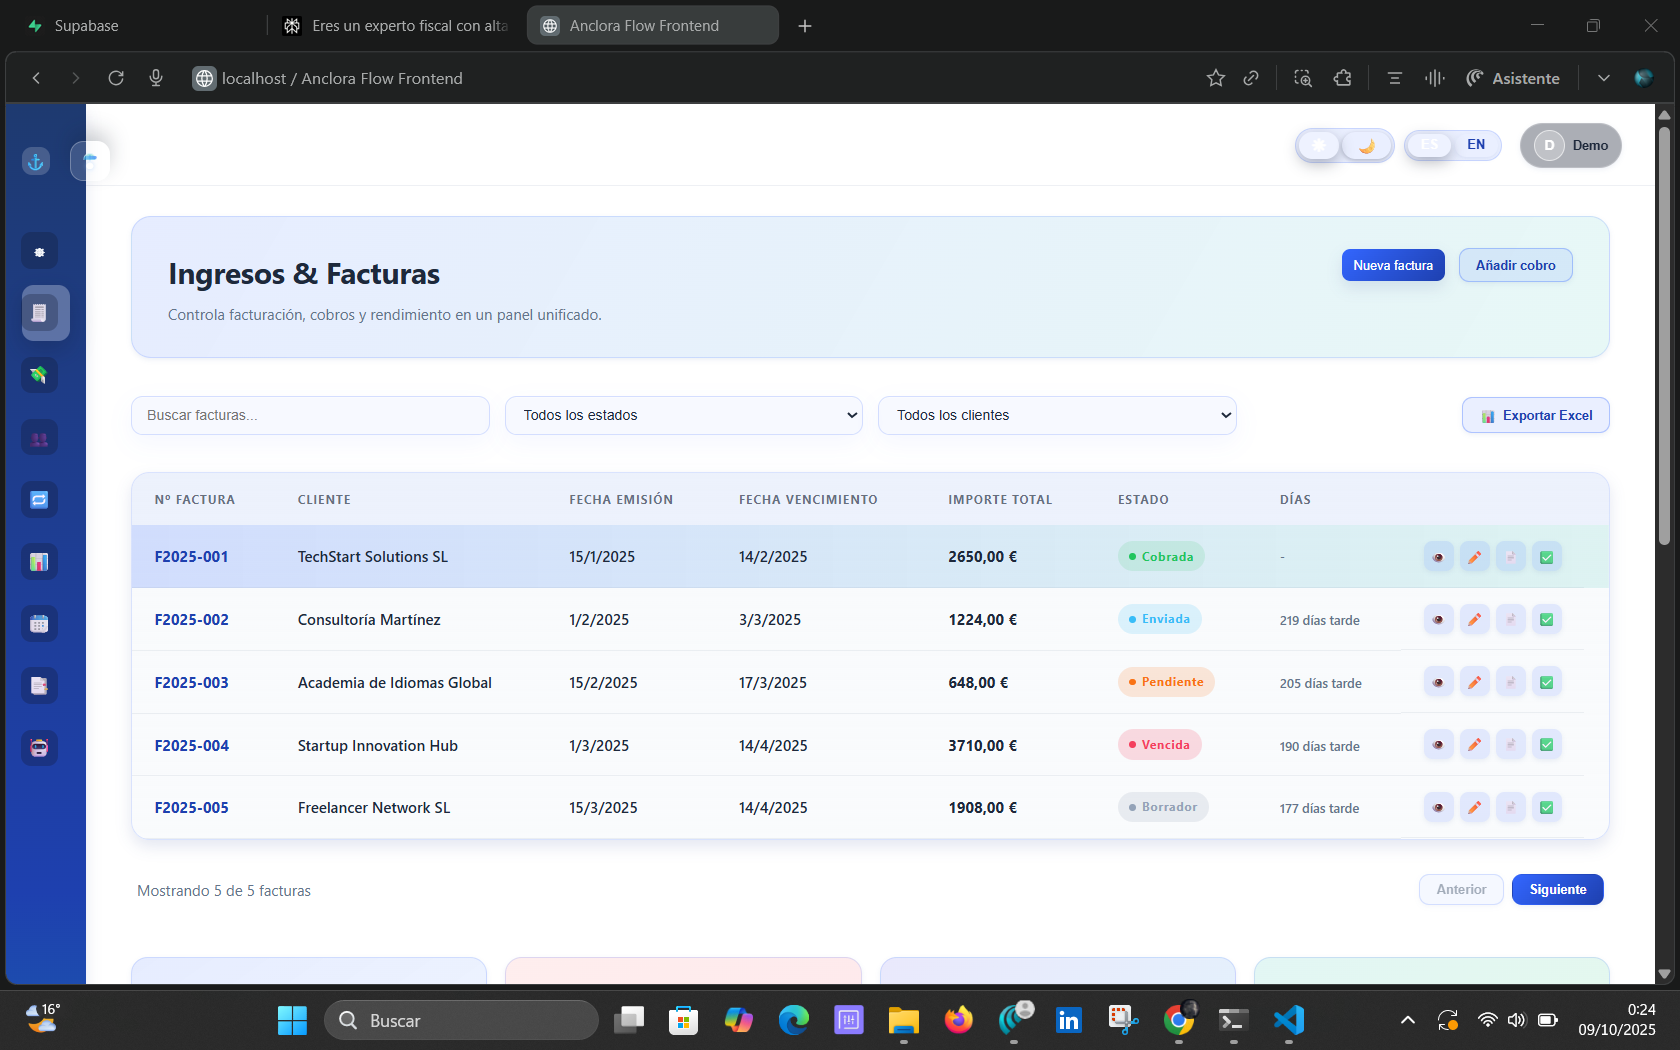 Supabase
Eres un experto fiscal con alta
Anclora Flow Frontend
localhost / Anclora Flow Frontend
Asistente
ES
EN
D
Demo
Ingresos & Facturas
Controla facturación, cobros y rendimiento en un panel unificado.
Nueva factura
Añadir cobro
Buscar facturas...
Todos los estados
Todos los clientes
Exportar Excel
Nº FACTURA CLIENTE FECHA EMISIÓN FECHA VENCIMIENTO IMPORTE TOTAL ESTADO DÍAS
F2025-001 TechStart Solutions SL 15/1/2025 14/2/2025 2650,00 € Cobrada -
F2025-002 Consultoría Martínez 1/2/2025 3/3/2025 1224,00 € Enviada 219 días tarde
F2025-003 Academia de Idiomas Global 15/2/2025 17/3/2025 648,00 € Pendiente 205 días tarde
F2025-004 Startup Innovation Hub 1/3/2025 14/4/2025 3710,00 € Vencida 190 días tarde
F2025-005 Freelancer Network SL 15/3/2025 14/4/2025 1908,00 € Borrador 177 días tarde
Mostrando 5 de 5 facturas
Anterior
Siguiente
16°
Buscar
in
0:24
09/10/2025